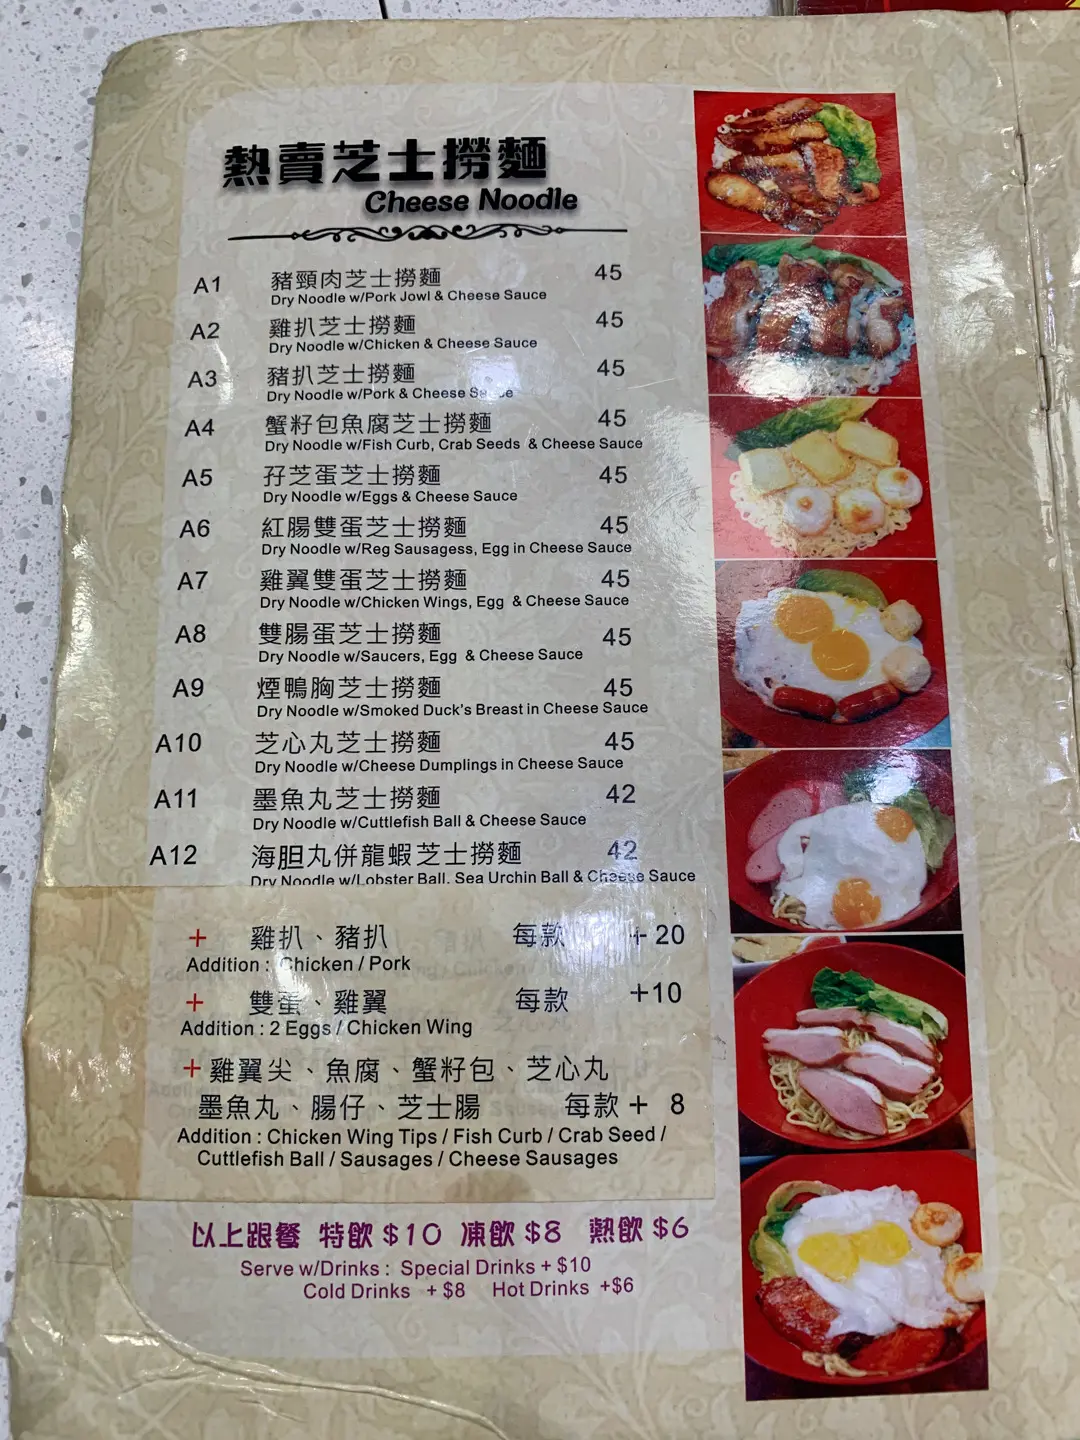 熱賣芝士撈麵
Cheese Noodle
A1 豬頸肉芝士撈麵 45
Dry Noodle w/Pork Jowl & Cheese Sauce
A2 雞扒芝士撈麵 45
Dry Noodle w/Chicken & Cheese Sauce
A3 豬扒芝士撈麵 45
Dry Noodle w/Pork & Cheese Sauce
A4 蟹籽包魚腐芝士撈麵 45
Dry Noodle w/Fish Curb, Crab Seeds & Cheese Sauce
A5 孖芝蛋芝士撈麵 45
Dry Noodle w/Eggs & Cheese Sauce
A6 紅腸雙蛋芝士撈麵 45
Dry Noodle w/Reg Sausagess, Egg in Cheese Sauce
A7 雞翼雙蛋芝士撈麵 45
Dry Noodle w/Chicken Wings, Egg & Cheese Sauce
A8 雙腸蛋芝士撈麵 45
Dry Noodle w/Saucers, Egg & Cheese Sauce
A9 煙鴨胸芝士撈麵 45
Dry Noodle w/Smoked Duck's Breast in Cheese Sauce
A10 芝心丸芝士撈麵 45
Dry Noodle w/Cheese Dumplings in Cheese Sauce
A11 墨魚丸芝士撈麵 42
Dry Noodle w/Cuttlefish Ball & Cheese Sauce
A12 海胆丸併龍蝦芝士撈麵 42
Dry Noodle w/Lobster Ball, Sea Urchin Ball & Cheese Sauce
+ 雞扒、豬扒 每款 + 20
Addition : Chicken / Pork
+ 雙蛋、雞翼 每款 +10
Addition : 2 Eggs / Chicken Wing
+ 雞翼尖、魚腐、蟹籽包、芝心丸
墨魚丸、腸仔、芝士腸 每款 + 8
Addition : Chicken Wing Tips / Fish Curb / Crab Seed /
Cuttlefish Ball / Sausages / Cheese Sausages
以上跟餐 特飲 $10 凍飲 $8 熱飲 $6
Serve w/Drinks : Special Drinks + $10
Cold Drinks + $8 Hot Drinks +$6